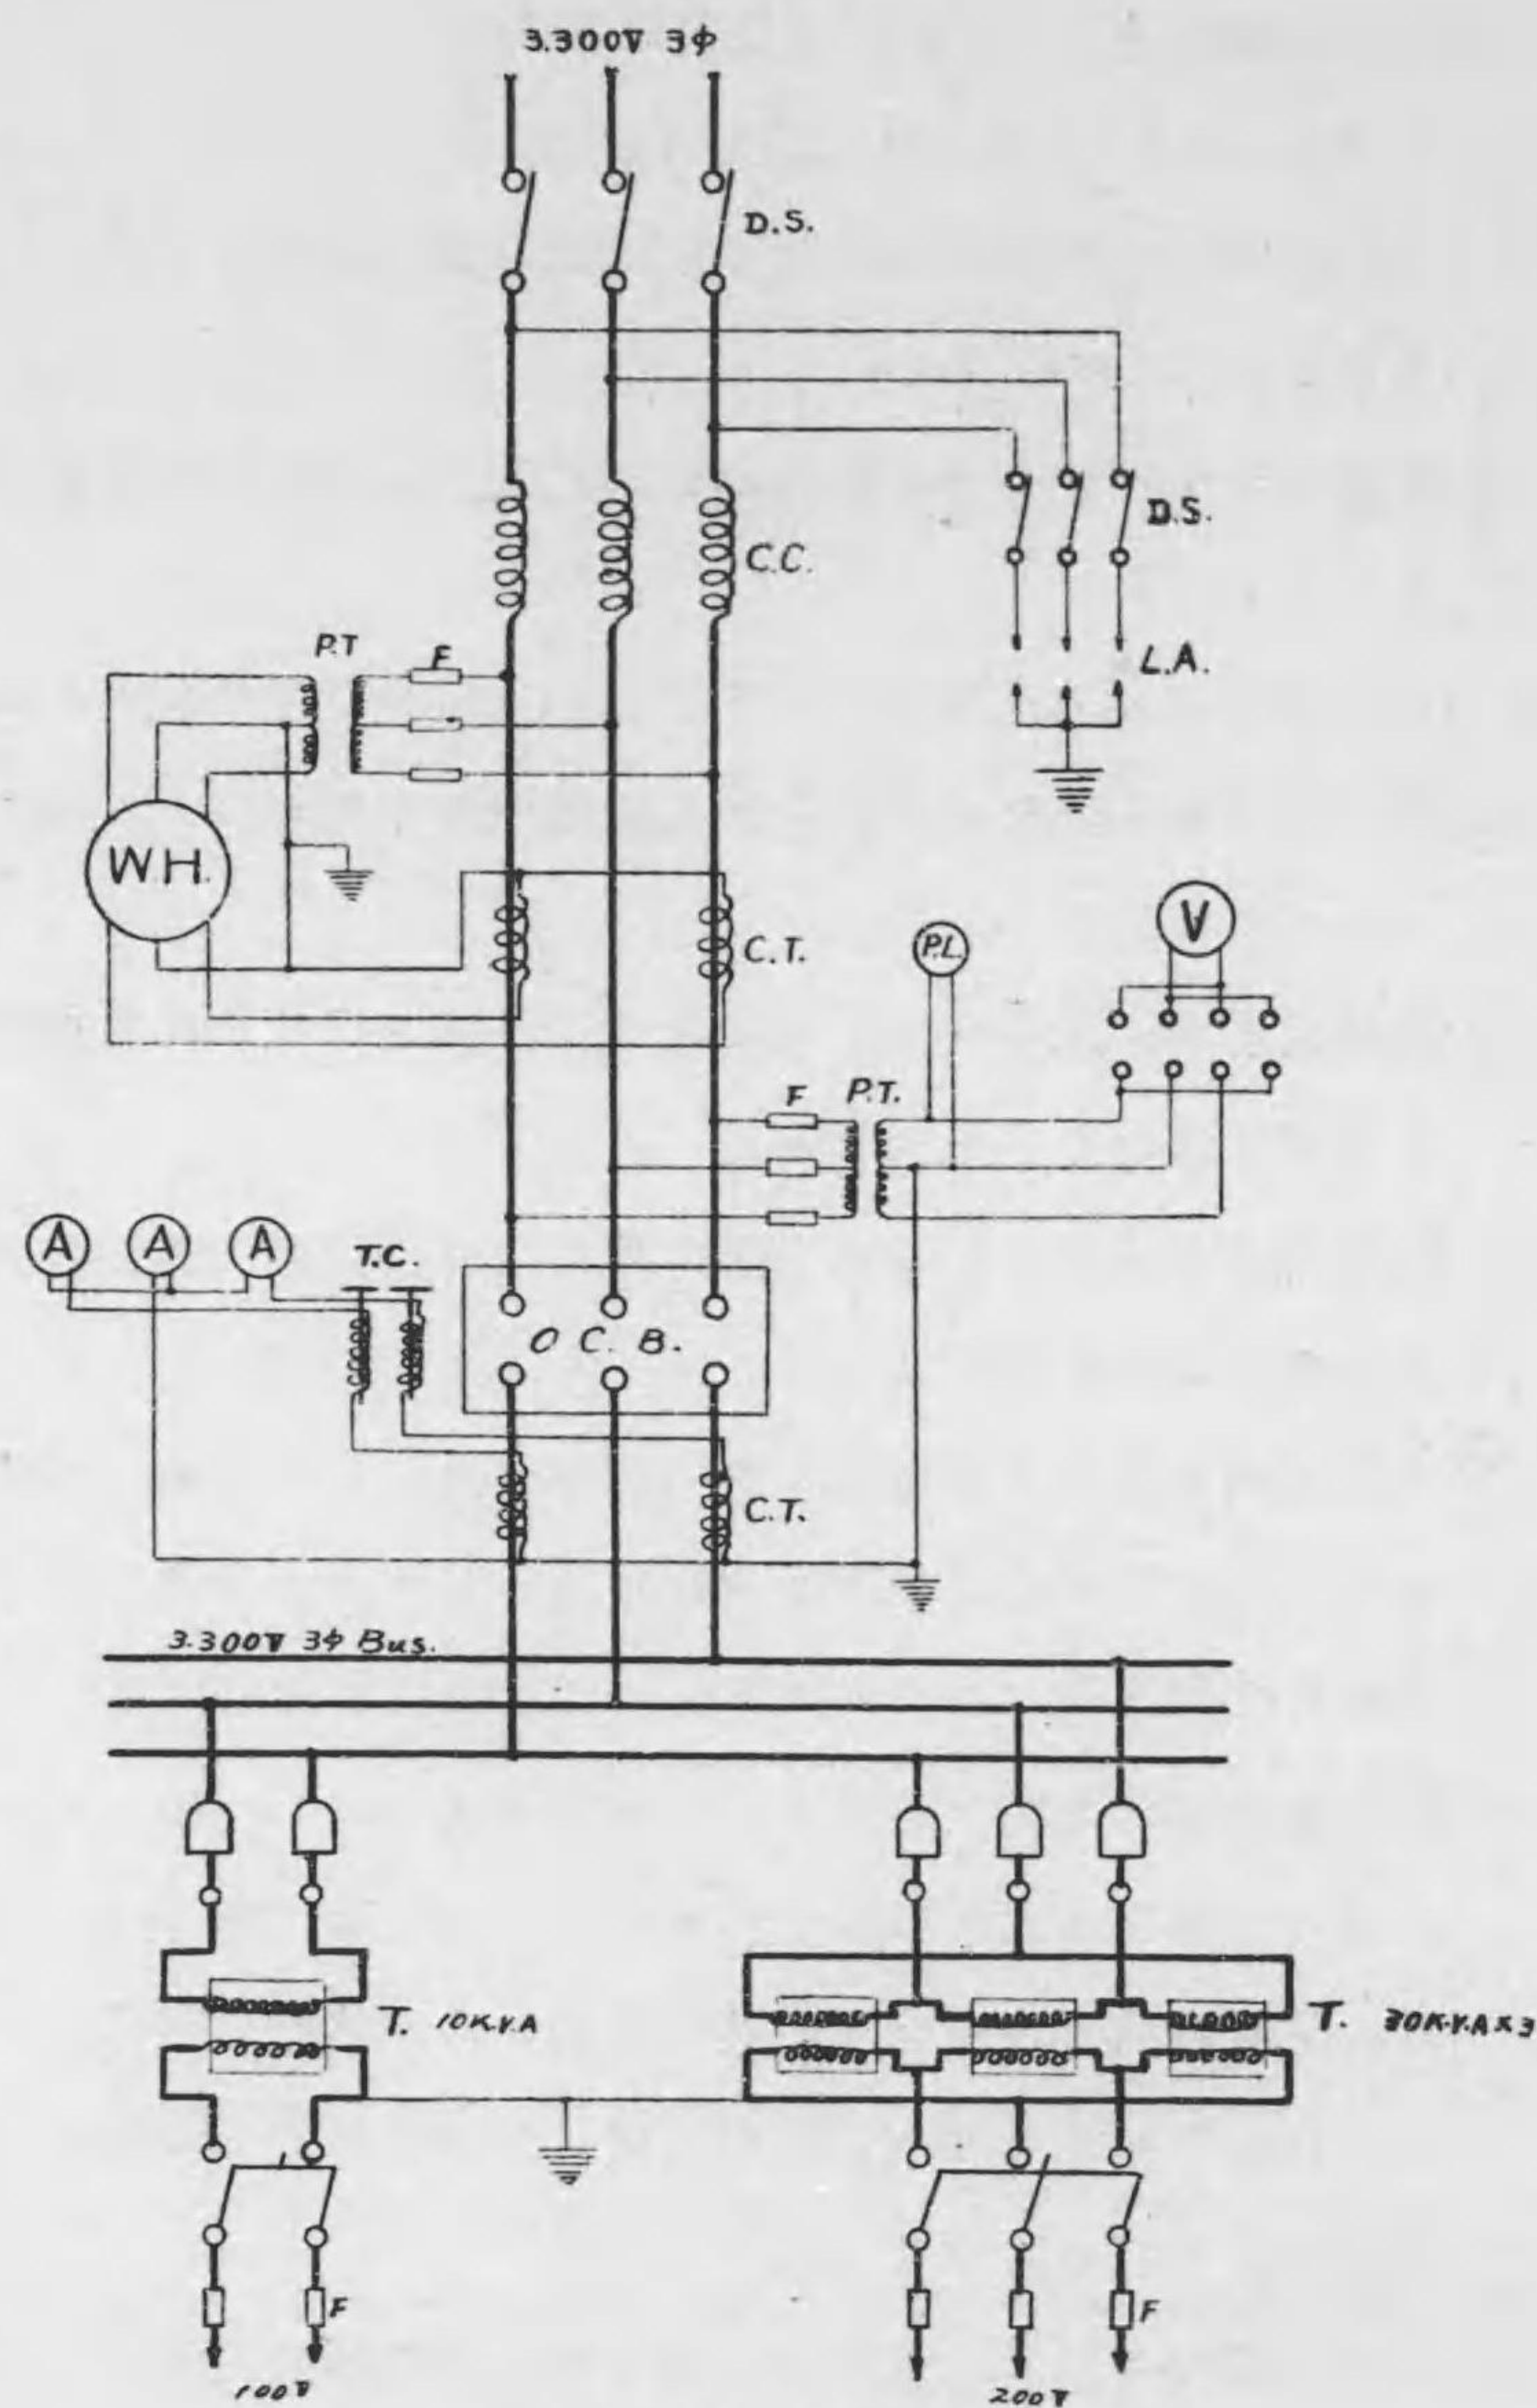 3.300V 3φ
D.S.
D.S.
C.C.
P.T
F
L.A.
W.H.
C.T.
P.L.
V
F
P.T.
A
A
A
T.C.
O C. B.
C.T.
3.300V 3φ Bus.
T. 10K.V.A
T. 30K.V.A x 3
F
F
100V
200V